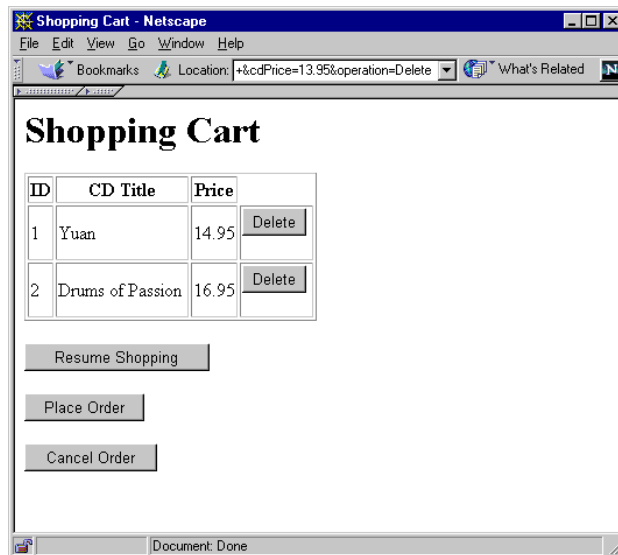 Shopping Cart - Netscape
File Edit View Go Window Help
Bookmarks Location: +&cdPrice=13.95&operation=Delete What's Related N
Shopping Cart
ID CD Title Price
1 Yuan 14.95 Delete
2 Drums of Passion 16.95 Delete
Resume Shopping
Place Order
Cancel Order
Document: Done